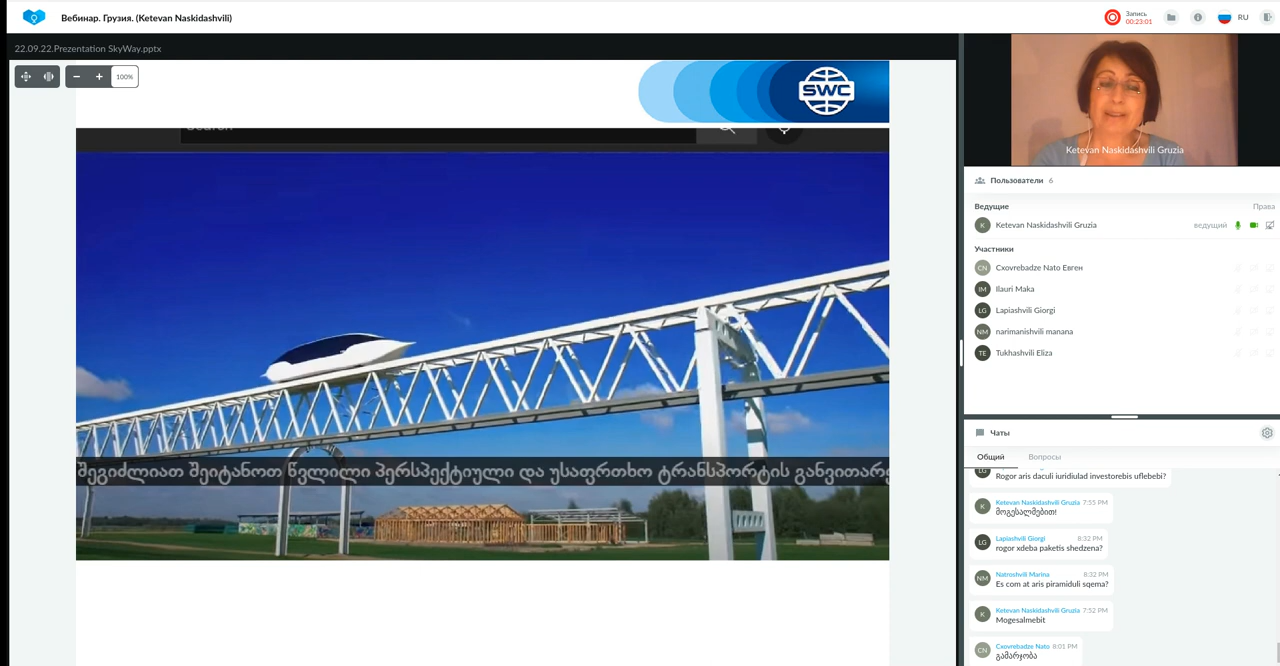 Вебинар. Грузия. (Ketevan Naskidashvili)
Запись
00:23:01
RU
22.09.22.Prezentation SkyWay.pptx
100%
SWC
Search
შეგიძლიათ შეიტანოთ წვლილი პერსპექტიული და უსაფრთხო ტრანსპორტის
Ketevan Naskidashvili Gruzia
Пользователи 6
Ведущие Права
K Ketevan Naskidashvili Gruzia ведущий
Участники
CN Cxovrebadze Nato Евген
IM Ilauri Maka
LG Lapiashvili Giorgi
NM narimanishvili manana
TE Tukhashvili Eliza
Чаты
Общий Вопросы
LG
Rogor aris daculi iuridiulad investorebis uflebebi?
K Ketevan Naskidashvili Gruzia 7:55 PM
მოგესალმებით!
LG Lapiashvili Giorgi 8:32 PM
rogor xdeba paketis shedzena?
NM Natroshvili Marina 8:32 PM
Es com at aris piramiduli sqema?
K Ketevan Naskidashvili Gruzia 7:52 PM
Mogesalmebit
CN Cxovrebadze Nato 8:01 PM
გამარჯობა